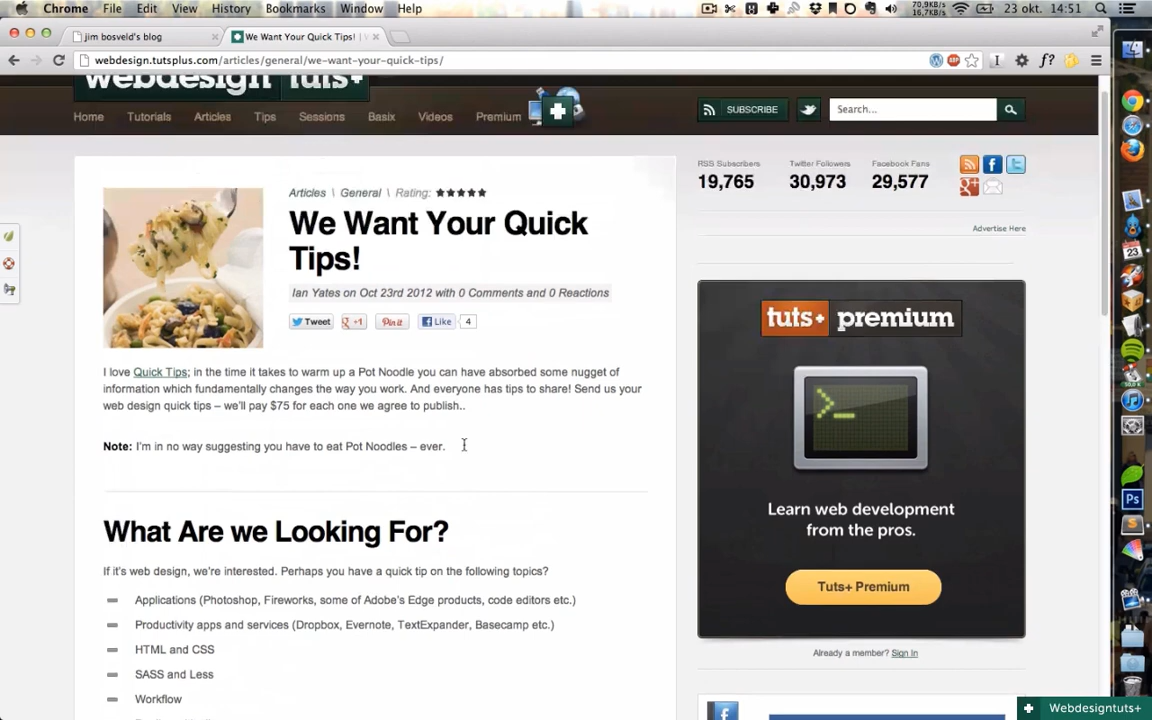 Chrome File Edit View History Bookmarks Window Help 70,9KB/s 16,7KB/s 23 okt. 14:51
jim bosveld's blog × We Want Your Quick Tips! | ×
webdesign.tutsplus.com/articles/general/we-want-your-quick-tips/
webdesign tuts+
Home Tutorials Articles Tips Sessions Basix Videos Premium SUBSCRIBE Search...
RSS Subscribers Twitter Followers Facebook Fans
19,765 30,973 29,577
Advertise Here
Articles \ General \ Rating: ★★★★★
We Want Your Quick
Tips!
Ian Yates on Oct 23rd 2012 with 0 Comments and 0 Reactions
Tweet +1 Pin it Like 4
I love Quick Tips; in the time it takes to warm up a Pot Noodle you can have absorbed some nugget of
information which fundamentally changes the way you work. And everyone has tips to share! Send us your
web design quick tips – we'll pay $75 for each one we agree to publish..
Note: I'm in no way suggesting you have to eat Pot Noodles – ever.
What Are we Looking For?
If it's web design, we're interested. Perhaps you have a quick tip on the following topics?
Applications (Photoshop, Fireworks, some of Adobe's Edge products, code editors etc.)
Productivity apps and services (Dropbox, Evernote, TextExpander, Basecamp etc.)
HTML and CSS
SASS and Less
Workflow
tuts+ premium
Learn web development
from the pros.
Tuts+ Premium
Already a member? Sign In
Webdesigntuts+